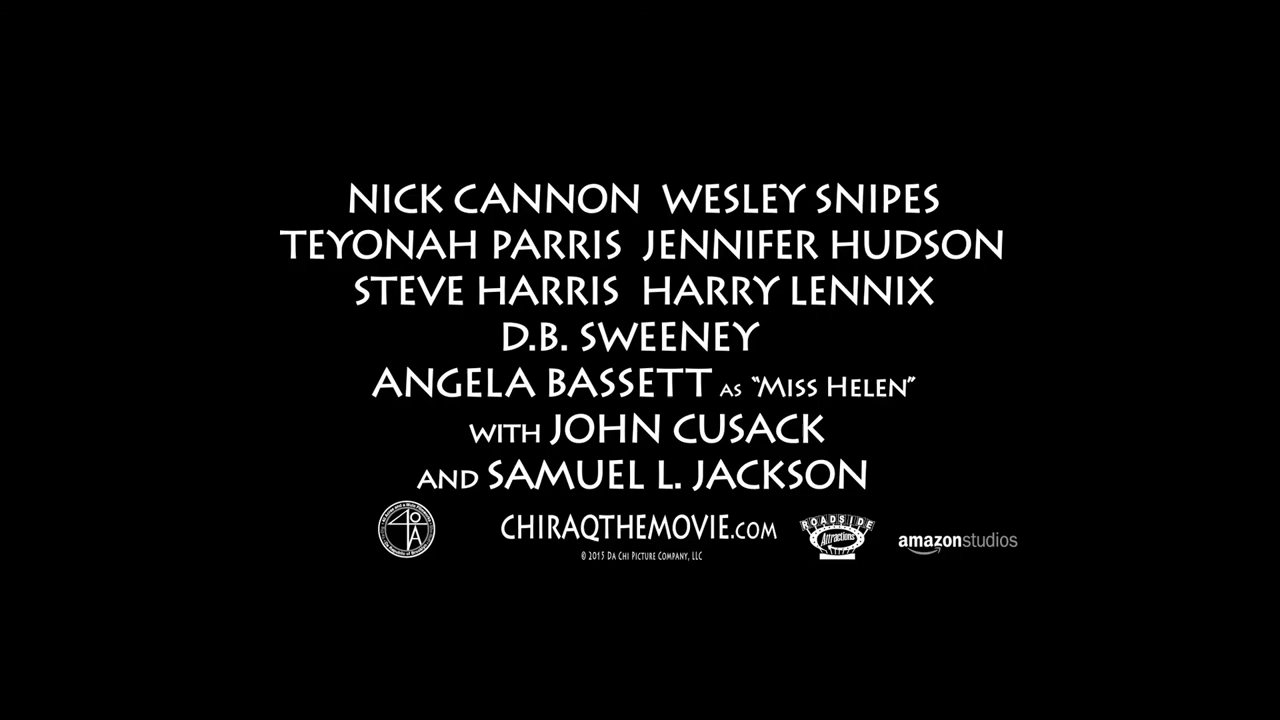 NICK CANNON WESLEY SNIPES
TEYONAH PARRIS JENNIFER HUDSON
STEVE HARRIS HARRY LENNIX
D.B. SWEENEY
ANGELA BASSETT AS "MISS HELEN"
WITH JOHN CUSACK
AND SAMUEL L. JACKSON
CHIRAQTHEMOVIE.COM
© 2015 DA CHI PICTURE COMPANY, LLC
ROADSIDE
Attractions
amazonstudios